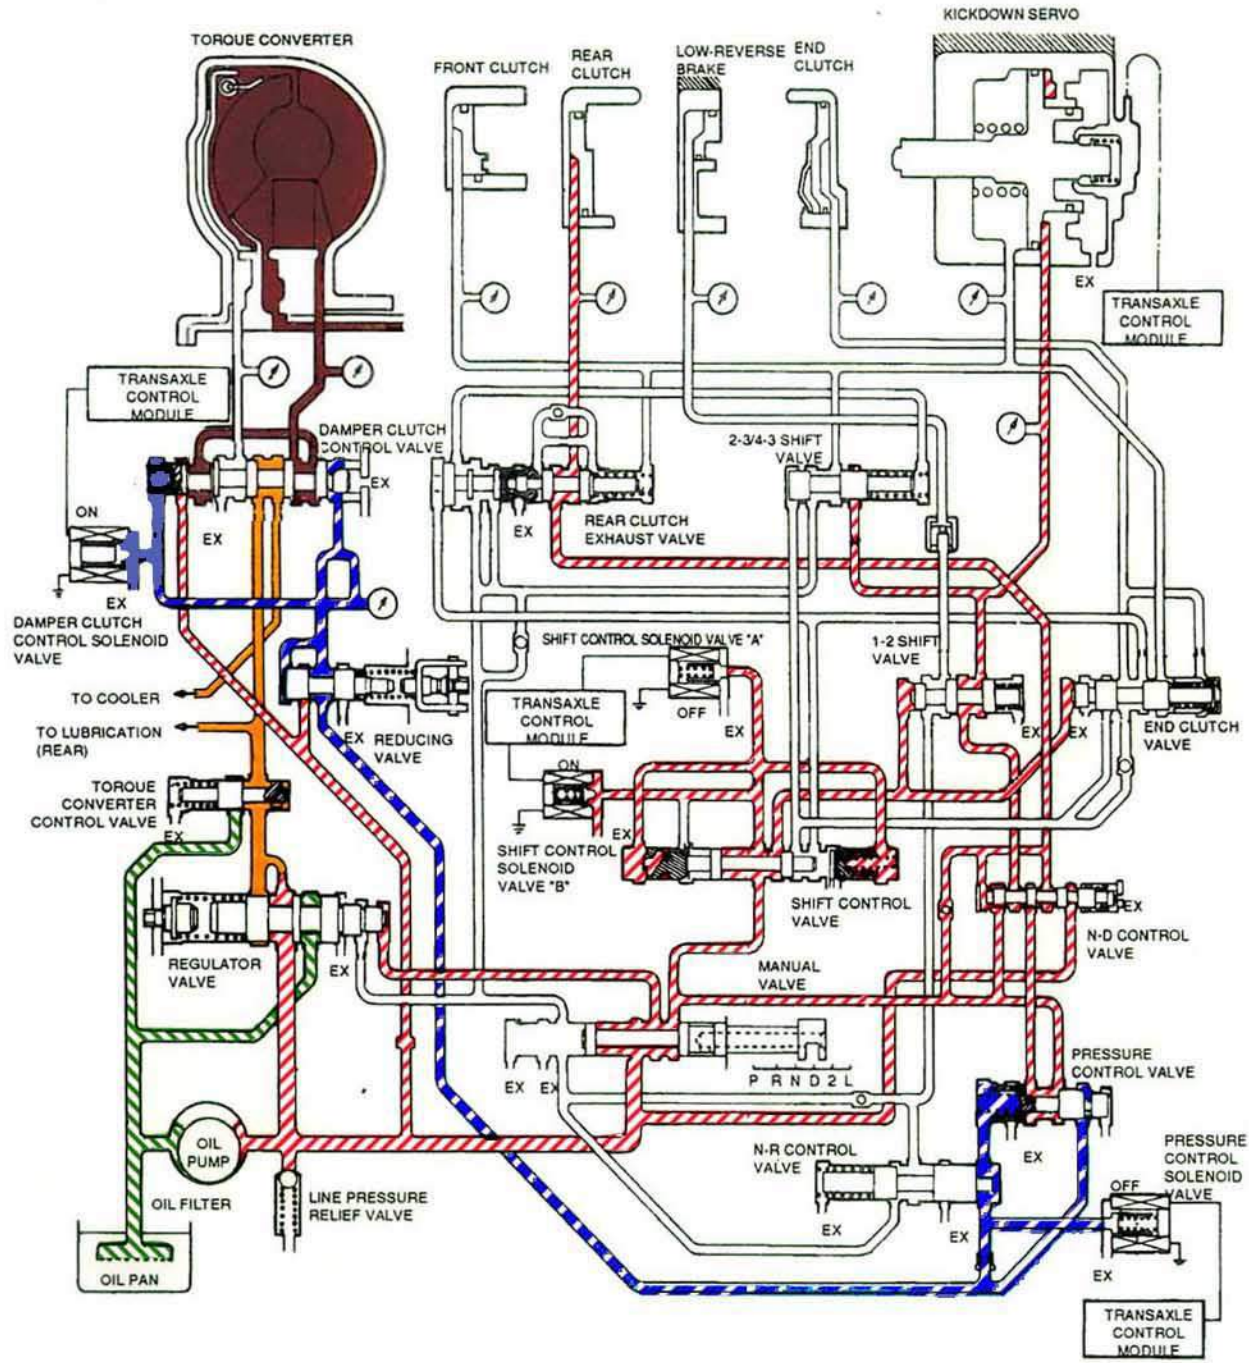 KICKDOWN SERVO
TORQUE CONVERTER
FRONT CLUTCH
REAR
CLUTCH
LOW-REVERSE
BRAKE
END
CLUTCH
EX
TRANSAXLE
CONTROL
MODULE
TRANSAXLE
CONTROL
MODULE
DAMPER CLUTCH
CONTROL VALVE
EX
2-3/4-3 SHIFT
VALVE
ON
EX
EX
REAR CLUTCH
EXHAUST VALVE
EX
DAMPER CLUTCH
CONTROL SOLENOID
VALVE
SHIFT CONTROL SOLENOID VALVE "A"
1-2 SHIFT
VALVE
TO COOLER
TRANSAXLE
CONTROL
MODULE
OFF
EX
TO LUBRICATION
(REAR)
EX
REDUCING
VALVE
EX
EX
END CLUTCH
VALVE
ON
TORQUE
CONVERTER
CONTROL VALVE
EX
EX
SHIFT CONTROL
SOLENOID
VALVE "B"
SHIFT CONTROL
VALVE
EX
N-D CONTROL
VALVE
REGULATOR
VALVE
EX
MANUAL
VALVE
PRESSURE
CONTROL VALVE
EX
EX
P R N D 2 L
OIL
PUMP
N-R CONTROL
VALVE
EX
PRESSURE
CONTROL
SOLENOID
VALVE
OFF
OIL FILTER
LINE PRESSURE
RELIEF VALVE
EX
EX
OIL PAN
EX
TRANSAXLE
CONTROL
MODULE